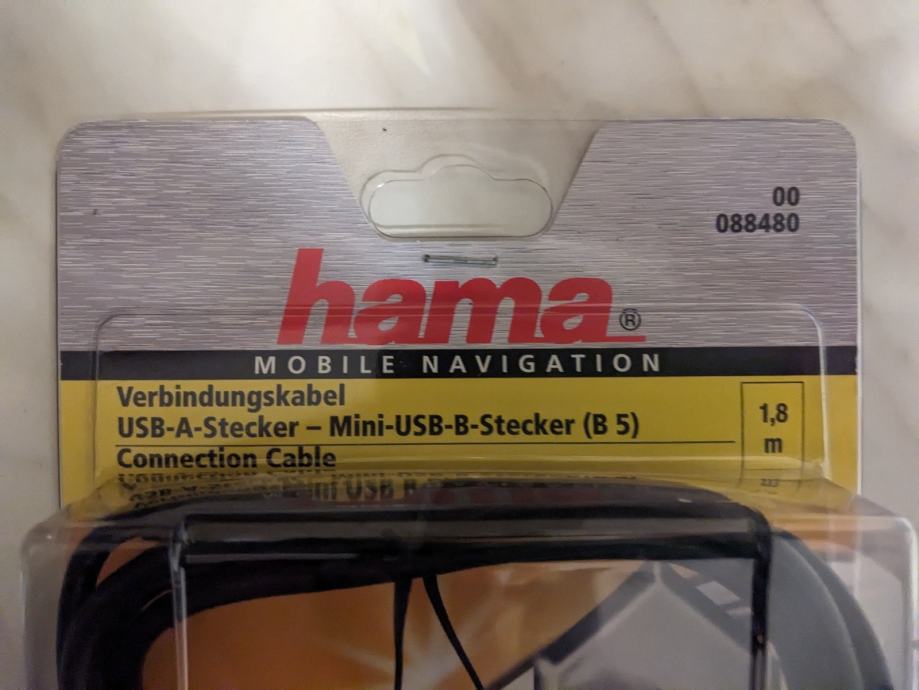 00
088480
hama®
MOBILE NAVIGATION
Verbindungskabel
USB-A-Stecker – Mini-USB-B-Stecker (B 5)
1,8
m
Connection Cable